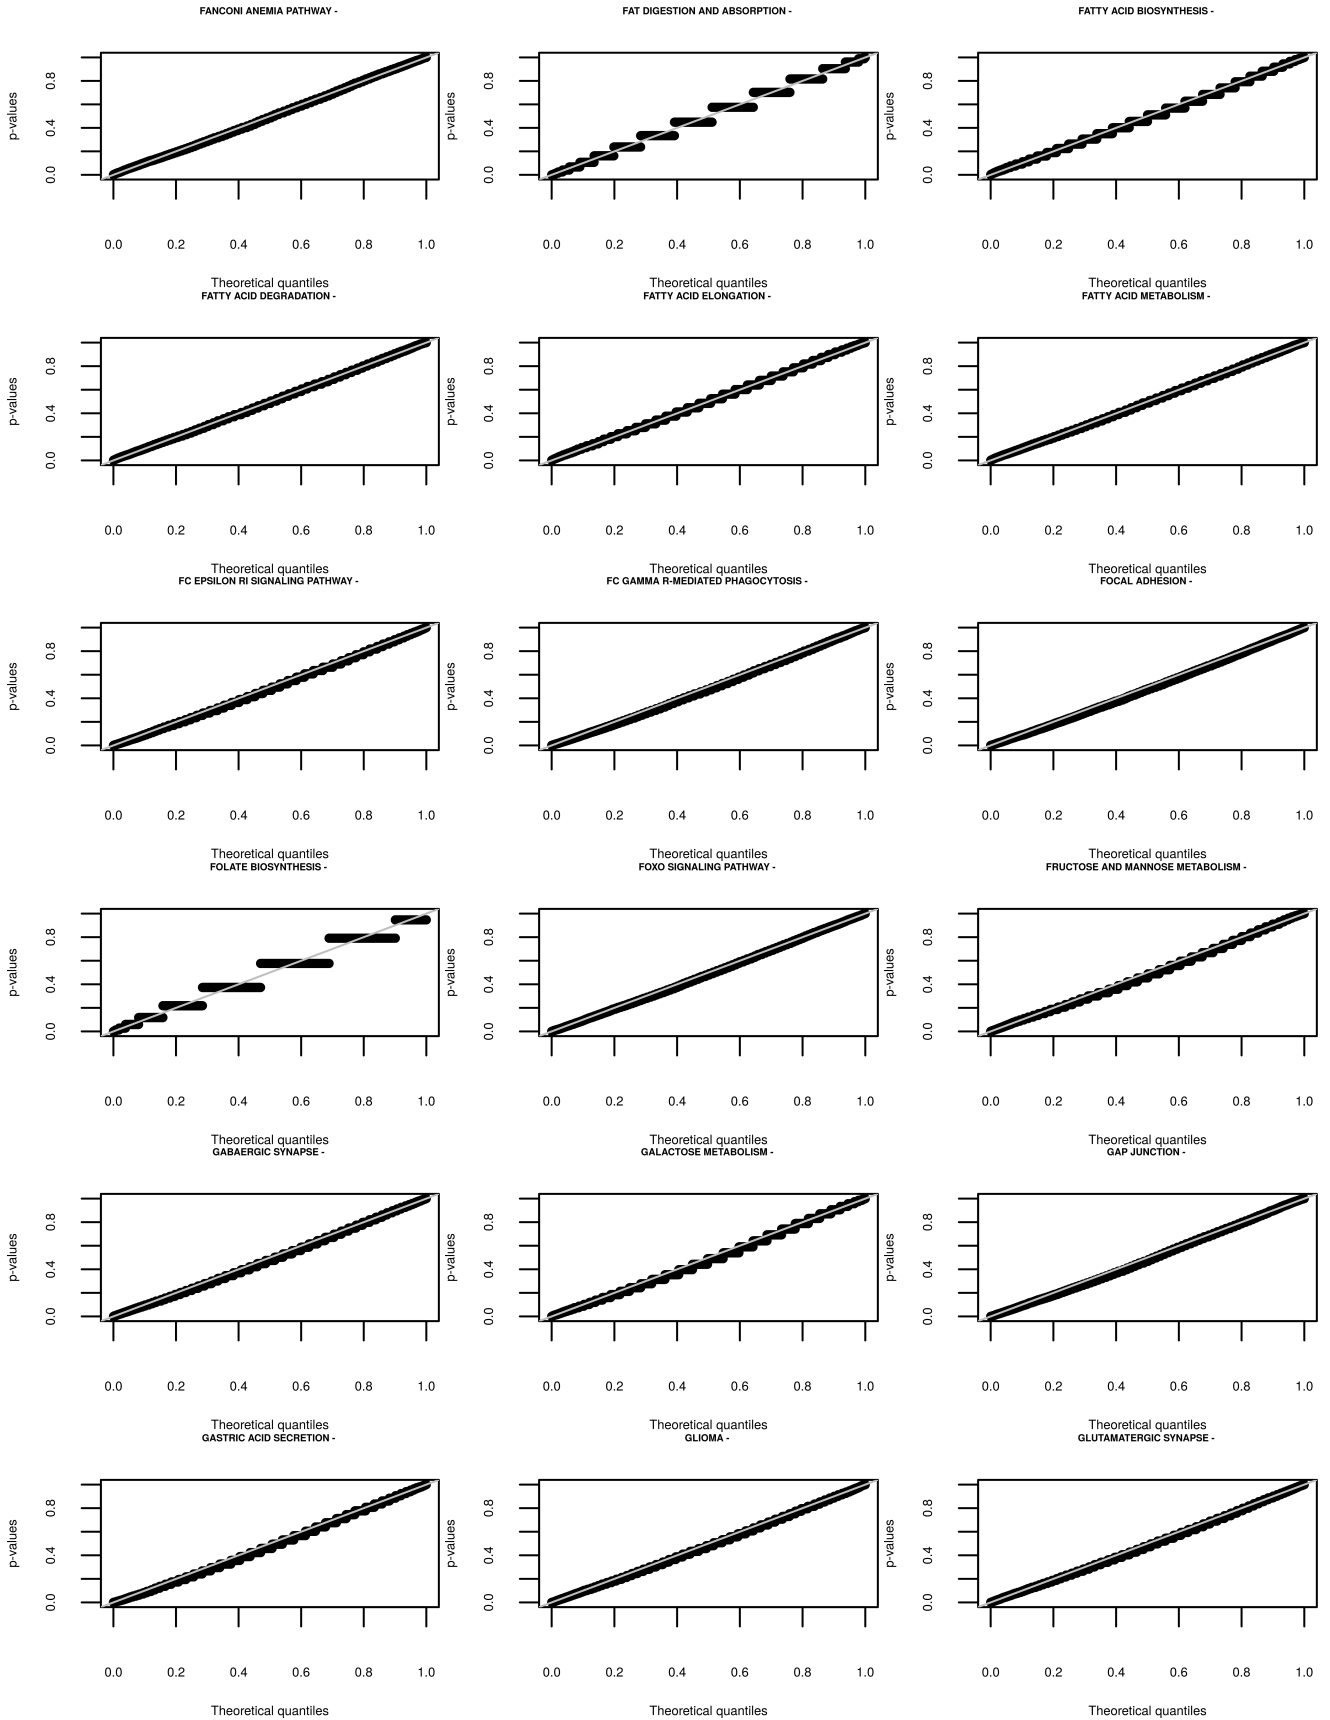 FANCONI ANEMIA PATHWAY -
p-values
0.0 0.4 0.8
0.0 0.2 0.4 0.6 0.8 1.0
Theoretical quantiles
FAT DIGESTION AND ABSORPTION -
p-values
0.0 0.4 0.8
0.0 0.2 0.4 0.6 0.8 1.0
Theoretical quantiles
FATTY ACID BIOSYNTHESIS -
p-values
0.0 0.4 0.8
0.0 0.2 0.4 0.6 0.8 1.0
Theoretical quantiles
FATTY ACID DEGRADATION -
p-values
0.0 0.4 0.8
0.0 0.2 0.4 0.6 0.8 1.0
Theoretical quantiles
FATTY ACID ELONGATION -
p-values
0.0 0.4 0.8
0.0 0.2 0.4 0.6 0.8 1.0
Theoretical quantiles
FATTY ACID METABOLISM -
p-values
0.0 0.4 0.8
0.0 0.2 0.4 0.6 0.8 1.0
Theoretical quantiles
FC EPSILON RI SIGNALING PATHWAY -
p-values
0.0 0.4 0.8
0.0 0.2 0.4 0.6 0.8 1.0
Theoretical quantiles
FC GAMMA R-MEDIATED PHAGOCYTOSIS -
p-values
0.0 0.4 0.8
0.0 0.2 0.4 0.6 0.8 1.0
Theoretical quantiles
FOCAL ADHESION -
p-values
0.0 0.4 0.8
0.0 0.2 0.4 0.6 0.8 1.0
Theoretical quantiles
FOLATE BIOSYNTHESIS -
p-values
0.0 0.4 0.8
0.0 0.2 0.4 0.6 0.8 1.0
Theoretical quantiles
FOXO SIGNALING PATHWAY -
p-values
0.0 0.4 0.8
0.0 0.2 0.4 0.6 0.8 1.0
Theoretical quantiles
FRUCTOSE AND MANNOSE METABOLISM -
p-values
0.0 0.4 0.8
0.0 0.2 0.4 0.6 0.8 1.0
Theoretical quantiles
GABAERGIC SYNAPSE -
p-values
0.0 0.4 0.8
0.0 0.2 0.4 0.6 0.8 1.0
Theoretical quantiles
GALACTOSE METABOLISM -
p-values
0.0 0.4 0.8
0.0 0.2 0.4 0.6 0.8 1.0
Theoretical quantiles
GAP JUNCTION -
p-values
0.0 0.4 0.8
0.0 0.2 0.4 0.6 0.8 1.0
Theoretical quantiles
GASTRIC ACID SECRETION -
p-values
0.0 0.4 0.8
0.0 0.2 0.4 0.6 0.8 1.0
Theoretical quantiles
GLIOMA -
p-values
0.0 0.4 0.8
0.0 0.2 0.4 0.6 0.8 1.0
Theoretical quantiles
GLUTAMATERGIC SYNAPSE -
p-values
0.0 0.4 0.8
0.0 0.2 0.4 0.6 0.8 1.0
Theoretical quantiles